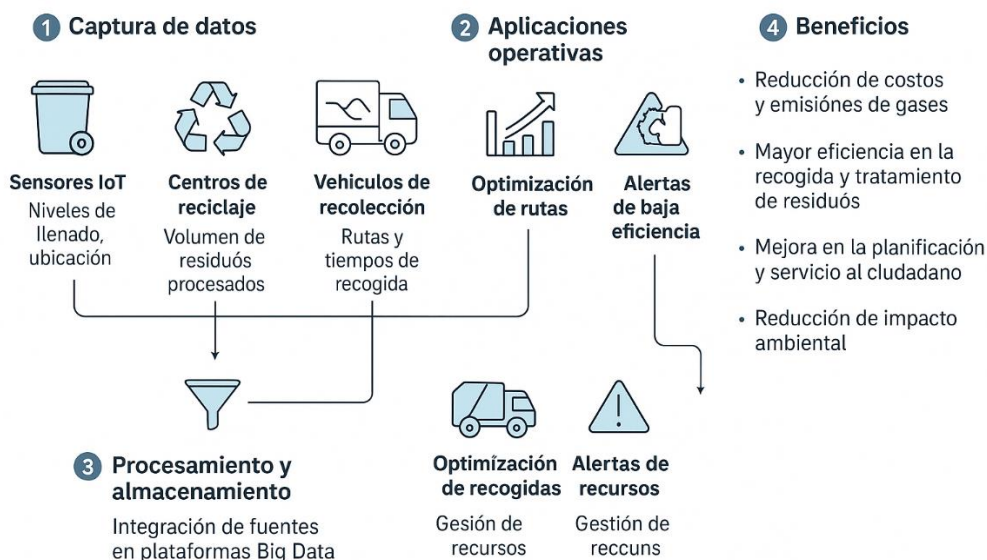 1 Captura de datos
Sensores IoT
Niveles de
llenado,
ubicación
Centros de
reciclaje
Volumen de
residuós
procesados
Vehiculos de
recolección
Rutas y
tiempos de
recogida
2 Aplicaciones
operativas
Optimización
de rutas
Alertas
de baja
eficiencia
3 Procesamiento y
almacenamiento
Integración de fuentes
en plataformas Big Data
Optimización
de recogidas
Gesión de
recursos
Alertas de
recursos
Gestión de
reccuns
4 Beneficios
• Reducción de costos
y emisiónes de gases
• Mayor eficiencia en la
recogida y tratamiento
de residuós
• Mejora en la planificación
y servicio al cludadano
• Reducción de impacto
ambiental